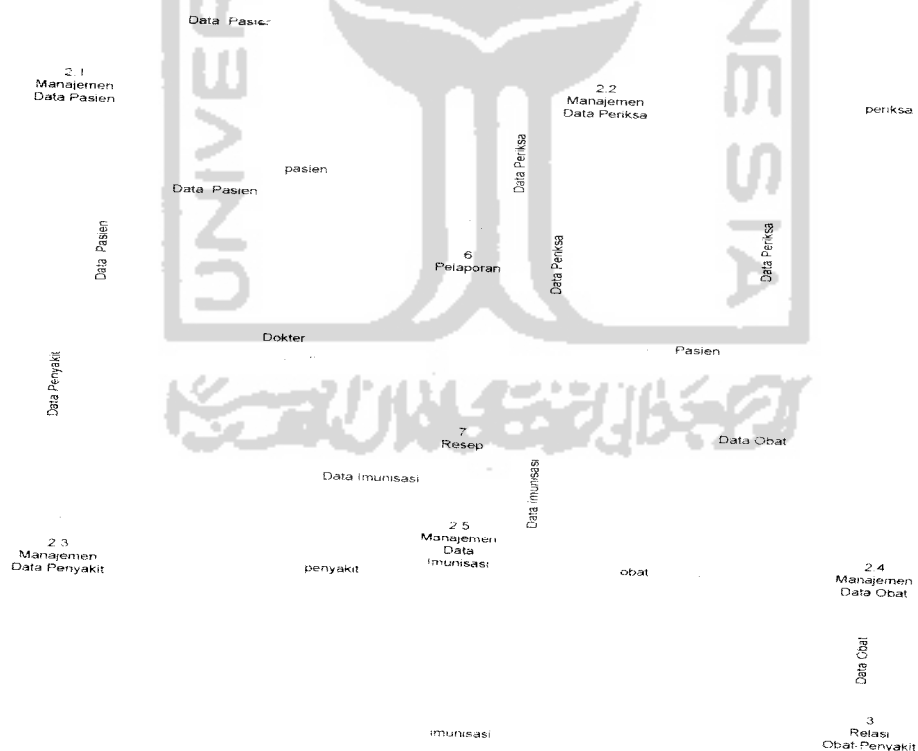 Data Pasier
2.1
Manajemen
Data Pasien
2.2
Manajemen
Data Periksa
periksa
Data Periksa
pasien
Data Pasien
Data Pasien
6
Pelaporan
Data Periksa
Data Periksa
Dokter
Pasien
Data Penyakit
7
Resep
Data Obat
Data Imunisasi
Data imunisasi
2.3
Manajemen
Data Penyakit
penyakit
2.5
Manajemen
Data
Imunisasi
obat
2.4
Manajemen
Data Obat
Data Obat
imunisasi
3
Relasi
Obat-Penyakit
UNIVER
NESIA